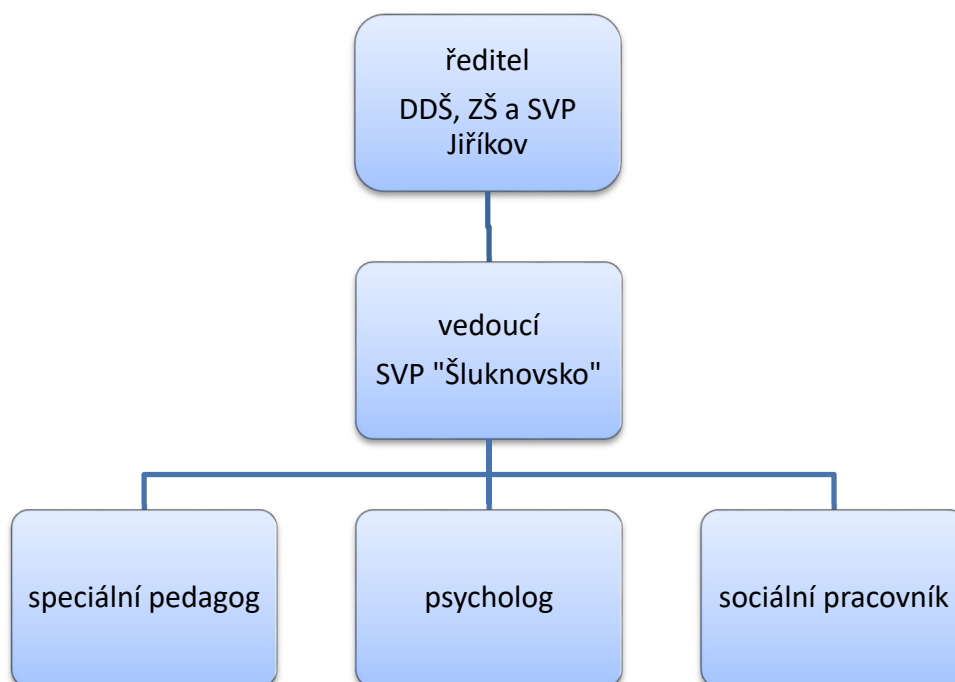 ředitel
DDŠ, ZŠ a SVP
Jiříkov
vedoucí
SVP "Šluknovsko"
speciální pedagog
psycholog
sociální pracovník